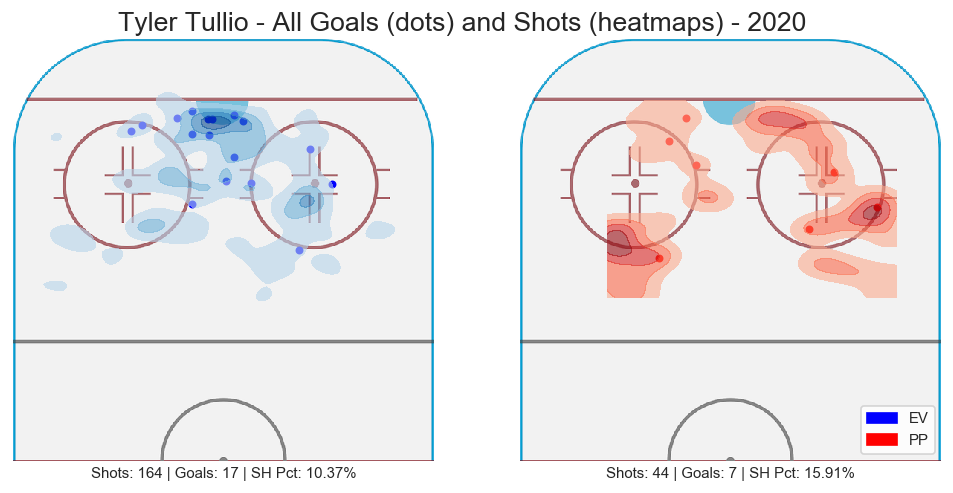 Tyler Tullio - All Goals (dots) and Shots (heatmaps) - 2020
EV
PP
Shots: 164 | Goals: 17 | SH Pct: 10.37%
Shots: 44 | Goals: 7 | SH Pct: 15.91%